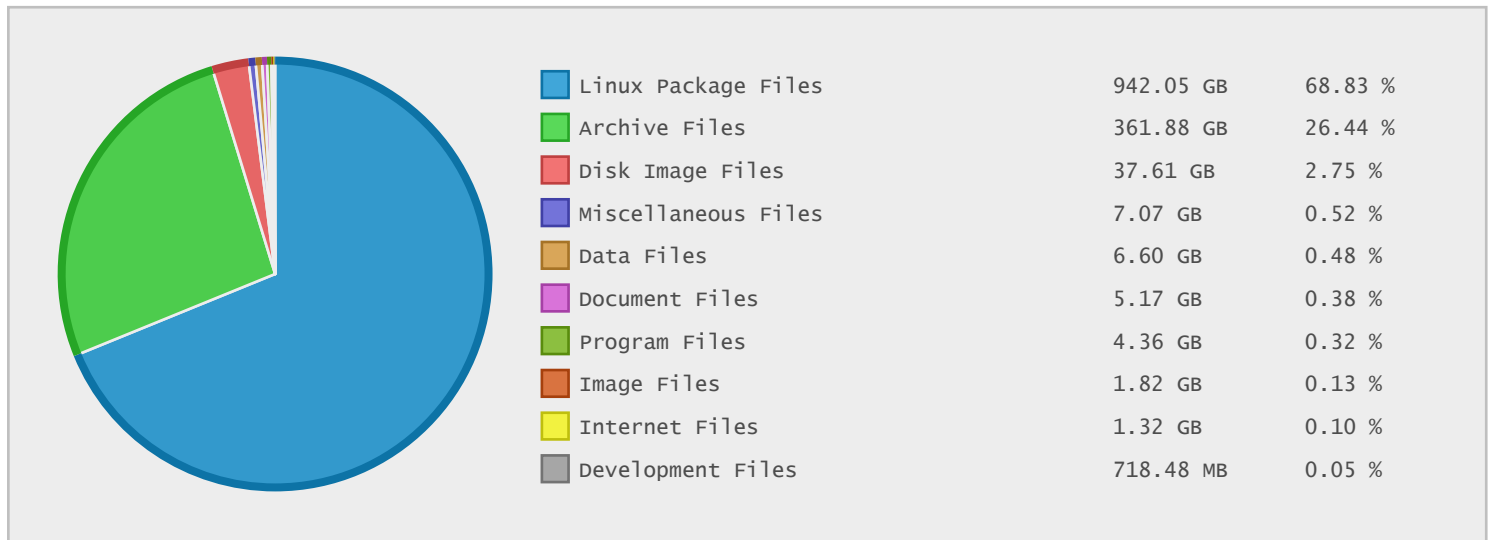 Linux Package Files 942.05 GB 68.83 %
Archive Files 361.88 GB 26.44 %
Disk Image Files 37.61 GB 2.75 %
Miscellaneous Files 7.07 GB 0.52 %
Data Files 6.60 GB 0.48 %
Document Files 5.17 GB 0.38 %
Program Files 4.36 GB 0.32 %
Image Files 1.82 GB 0.13 %
Internet Files 1.32 GB 0.10 %
Development Files 718.48 MB 0.05 %